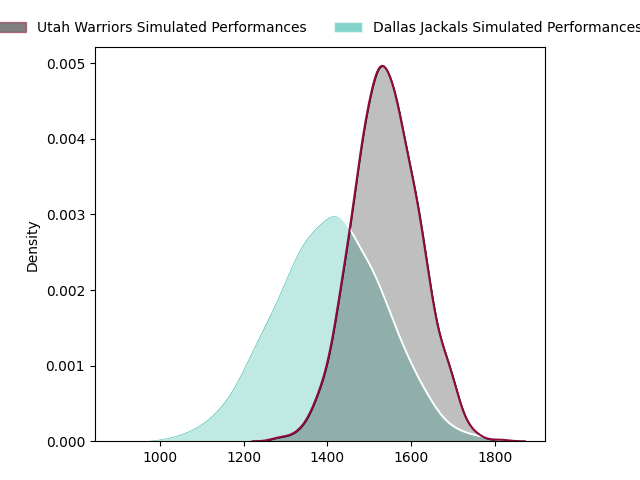 Utah Warriors Simulated Performances
Dallas Jackals Simulated Performances
0.005
0.004
0.003
0.002
0.001
0.000
Density
1000 1200 1400 1600 1800